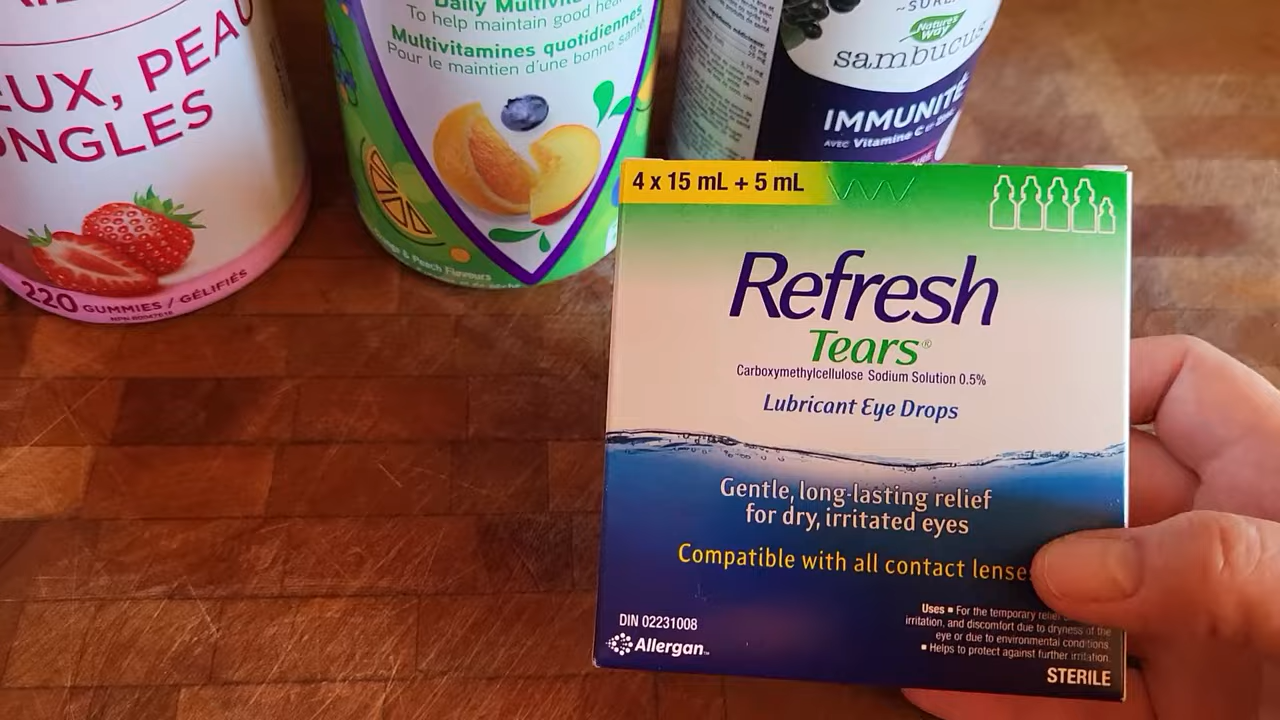 EUX, PEAU
ONGLES
220 GUMMIES / GÉLIFIÉS
Daily
To help maintain good
Multivitamines quotidiennes
Pour le maintien d'une bonne santé
& Peach Flavours
Nature's
Way
sambucus
IMMUNITÉ
AVEC Vitamine C
4 x 15 mL + 5 mL
Refresh
Tears®
Carboxymethylcellulose Sodium Solution 0.5%
Lubricant Eye Drops
Gentle, long-lasting relief
for dry, irritated eyes
Compatible with all contact lense
DIN 02231008
Allergan™
Uses ▪ For the temporary relief
irritation, and discomfort due to dryness of the
eye or due to environmental conditions.
▪ Helps to protect against further irritation.
STERILE